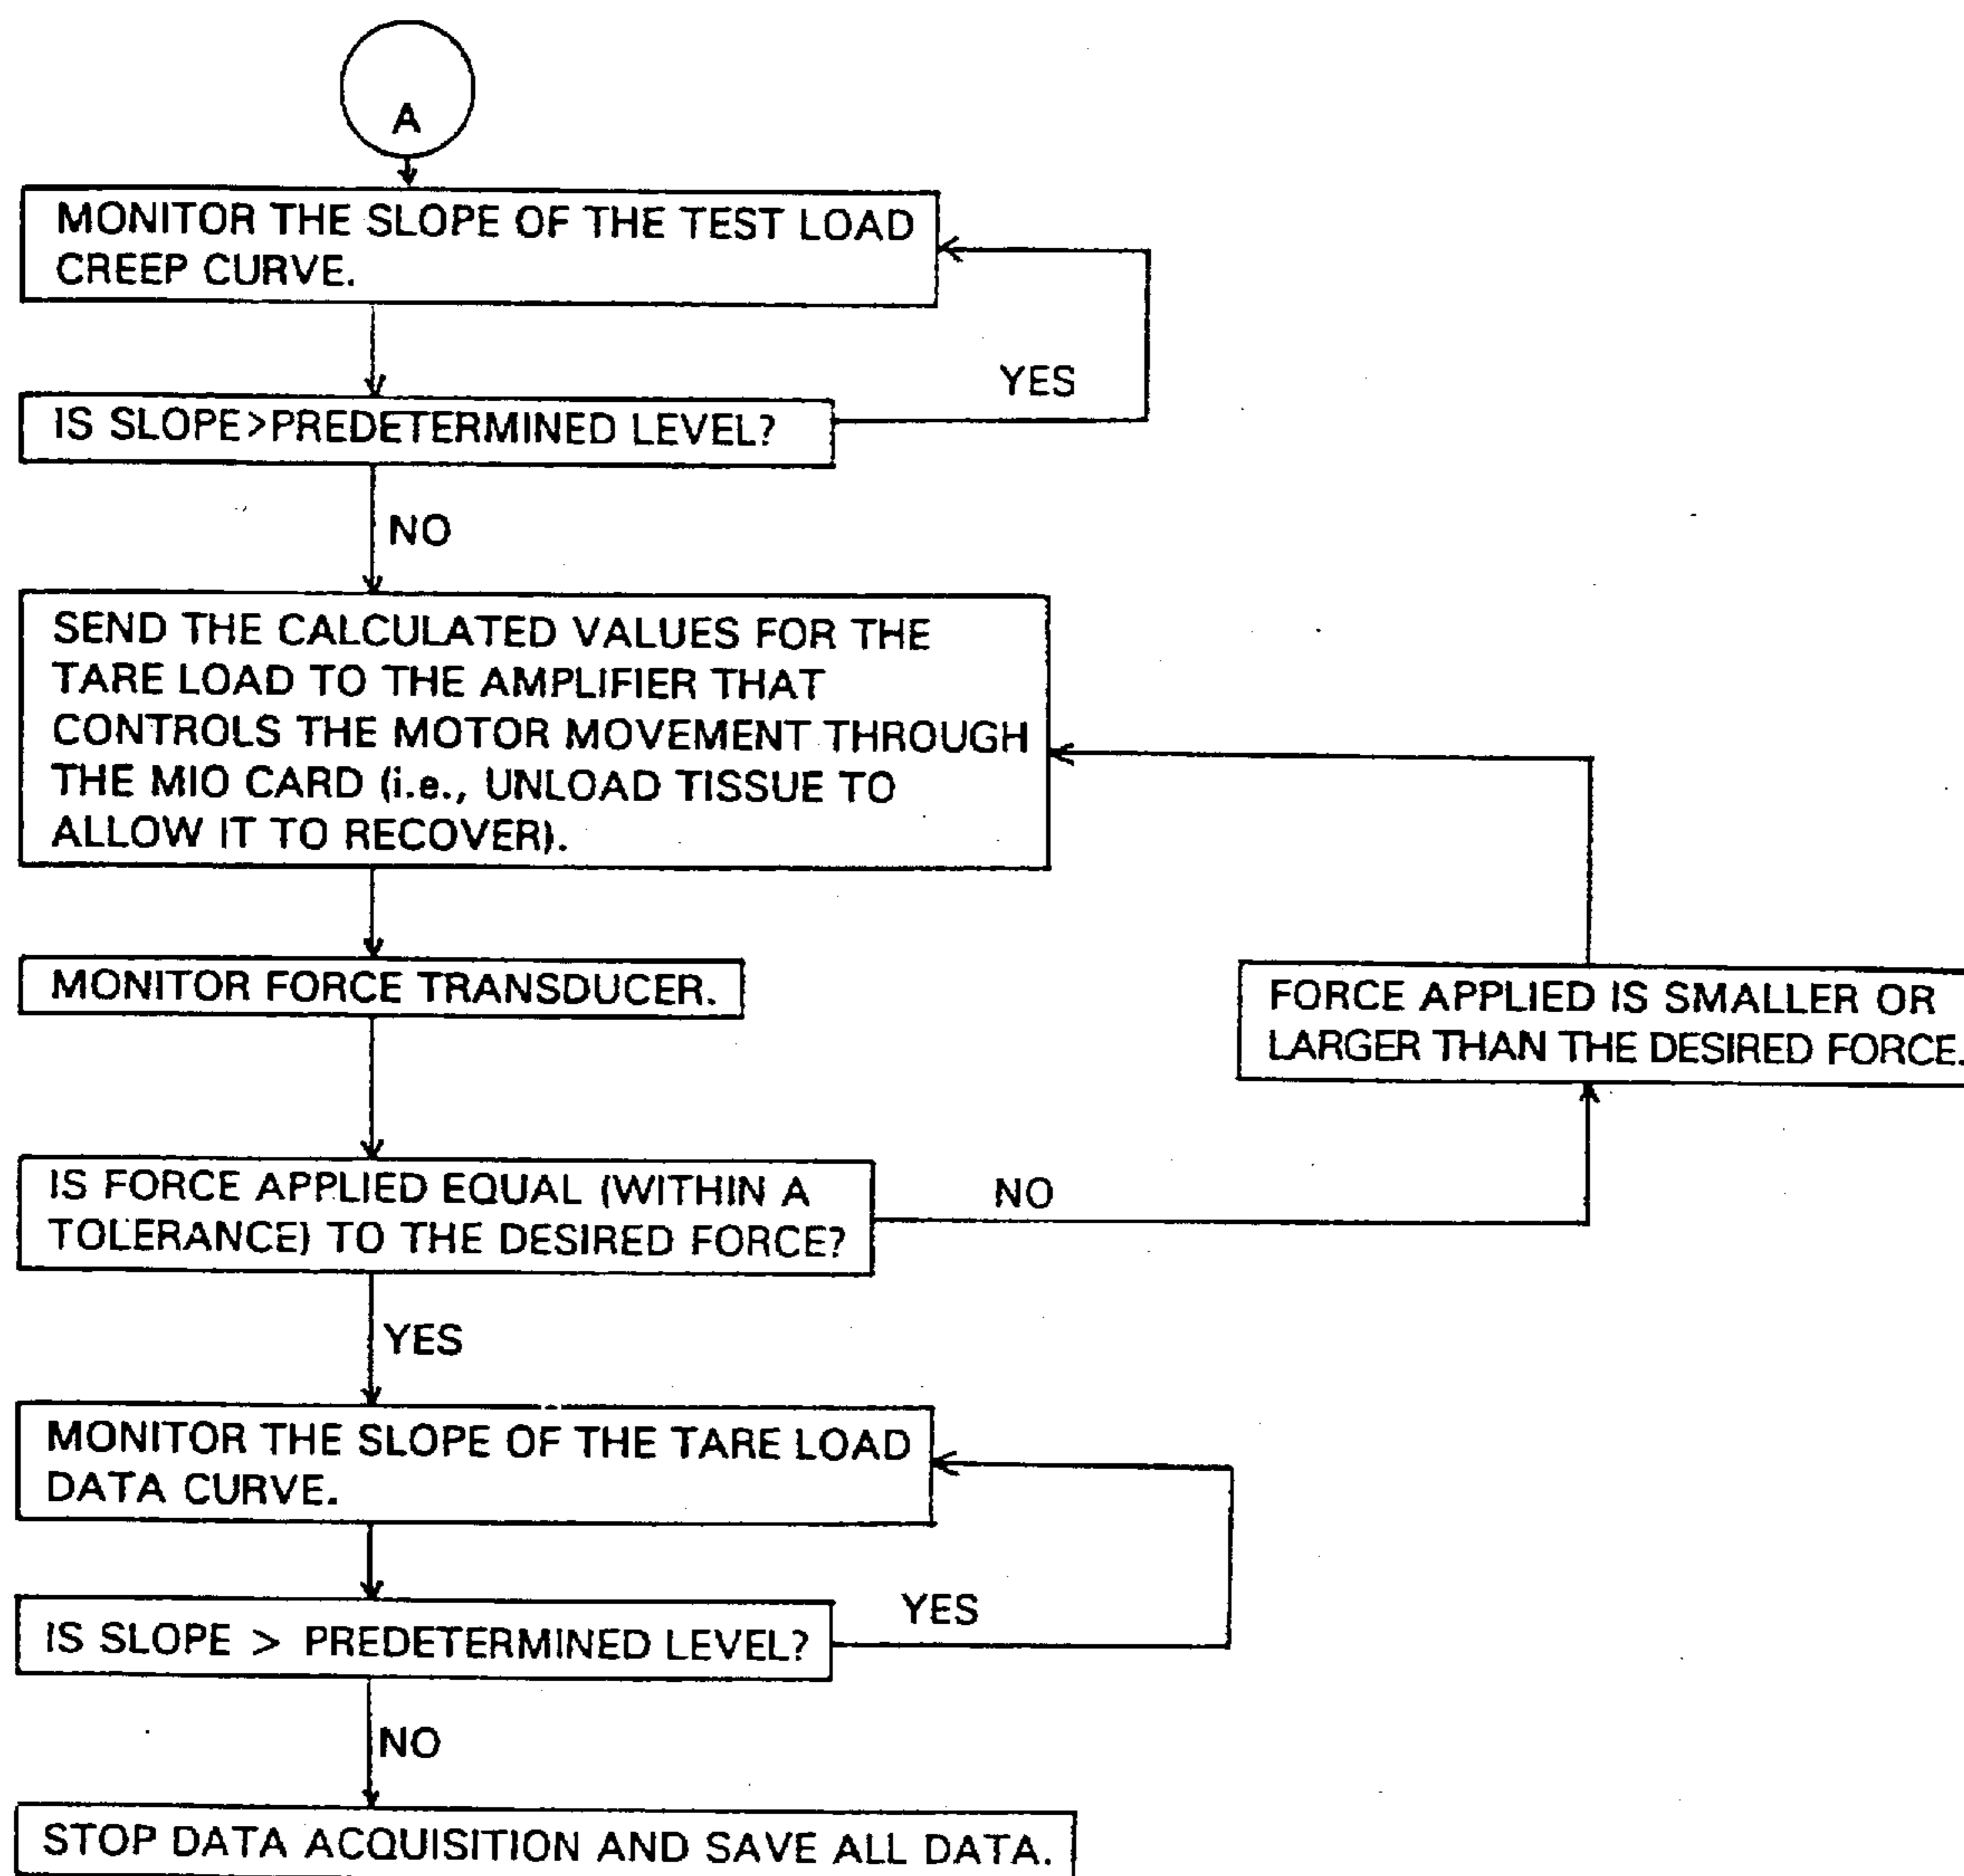 A
MONITOR THE SLOPE OF THE TEST LOAD
CREEP CURVE.
YES
IS SLOPE>PREDETERMINED LEVEL?
NO
SEND THE CALCULATED VALUES FOR THE
TARE LOAD TO THE AMPLIFIER THAT
CONTROLS THE MOTOR MOVEMENT THROUGH
THE MIO CARD (i.e., UNLOAD TISSUE TO
ALLOW IT TO RECOVER).
MONITOR FORCE TRANSDUCER.
FORCE APPLIED IS SMALLER OR
LARGER THAN THE DESIRED FORCE.
IS FORCE APPLIED EQUAL (WITHIN A
TOLERANCE) TO THE DESIRED FORCE?
NO
YES
MONITOR THE SLOPE OF THE TARE LOAD
DATA CURVE.
YES
IS SLOPE > PREDETERMINED LEVEL?
NO
STOP DATA ACQUISITION AND SAVE ALL DATA.